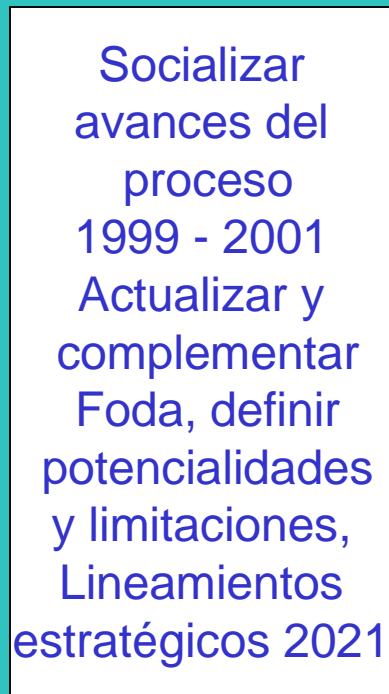 Socializar
avances del
proceso
1999 - 2001
Actualizar y
complementar
Foda, definir
potencialidades
y limitaciones,
Lineamientos
estratégicos 2021